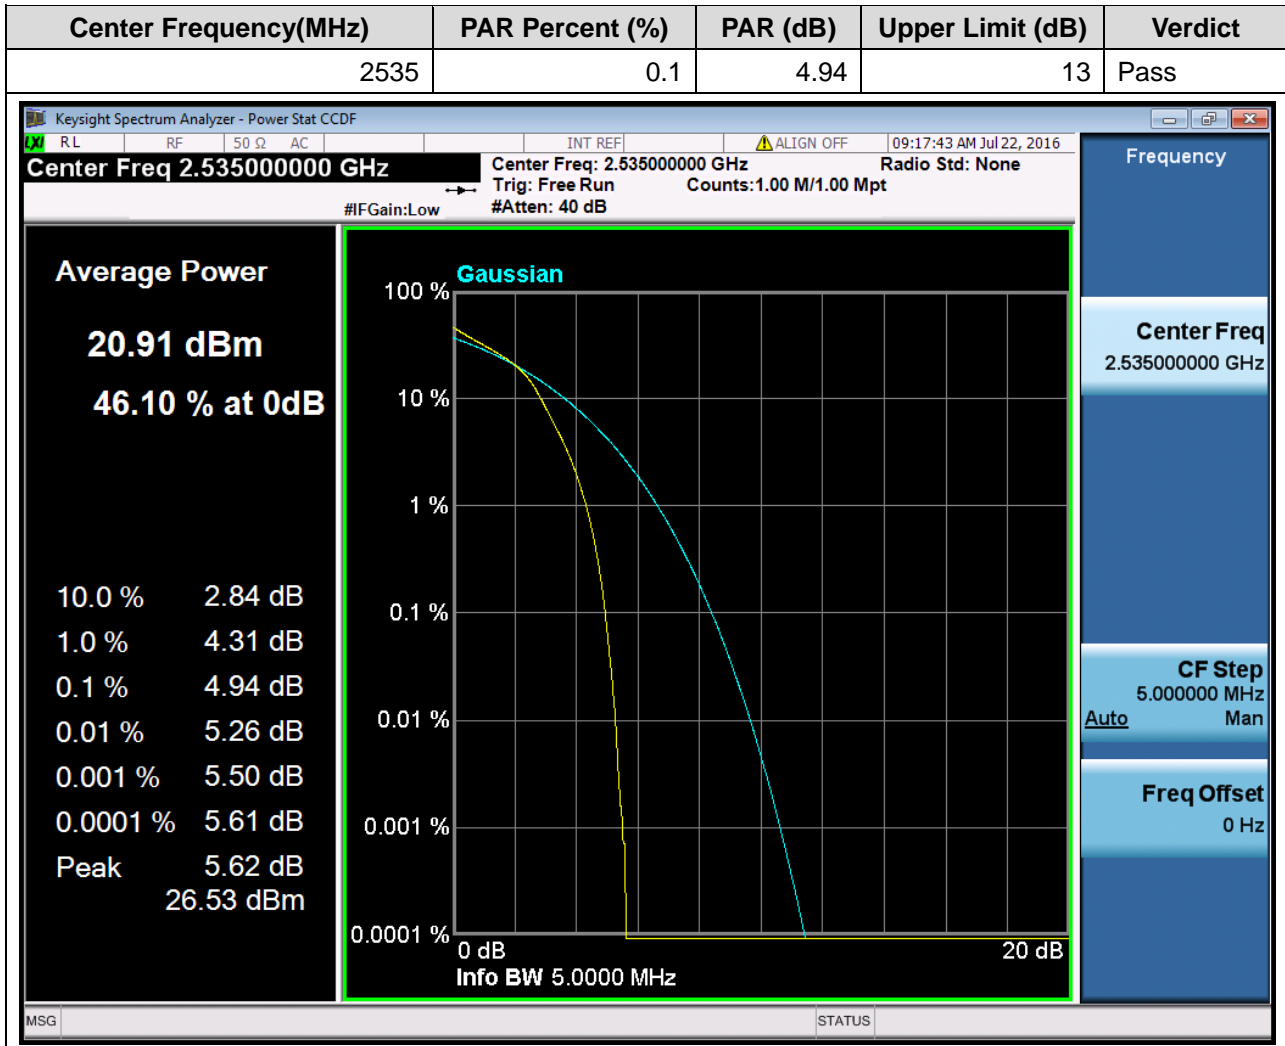 Center Frequency(MHz) PAR Percent (%) PAR (dB) Upper Limit (dB) Verdict
2535 0.1 4.94 13 Pass
Keysight Spectrum Analyzer - Power Stat CCDF
LXI RL RF 50 Ω AC INT REF ALIGN OFF 09:17:43 AM Jul 22, 2016
Center Freq 2.535000000 GHz
Center Freq: 2.535000000 GHz Radio Std: None
Trig: Free Run Counts:1.00 M/1.00 Mpt
#IFGain:Low #Atten: 40 dB
Frequency
Average Power
20.91 dBm
46.10 % at 0dB
10.0 % 2.84 dB
1.0 % 4.31 dB
0.1 % 4.94 dB
0.01 % 5.26 dB
0.001 % 5.50 dB
0.0001 % 5.61 dB
Peak 5.62 dB
26.53 dBm
Gaussian
100 %
10 %
1 %
0.1 %
0.01 %
0.001 %
0.0001 %
0 dB 20 dB
Info BW 5.0000 MHz
Center Freq
2.535000000 GHz
CF Step
5.000000 MHz
Auto Man
Freq Offset
0 Hz
MSG STATUS